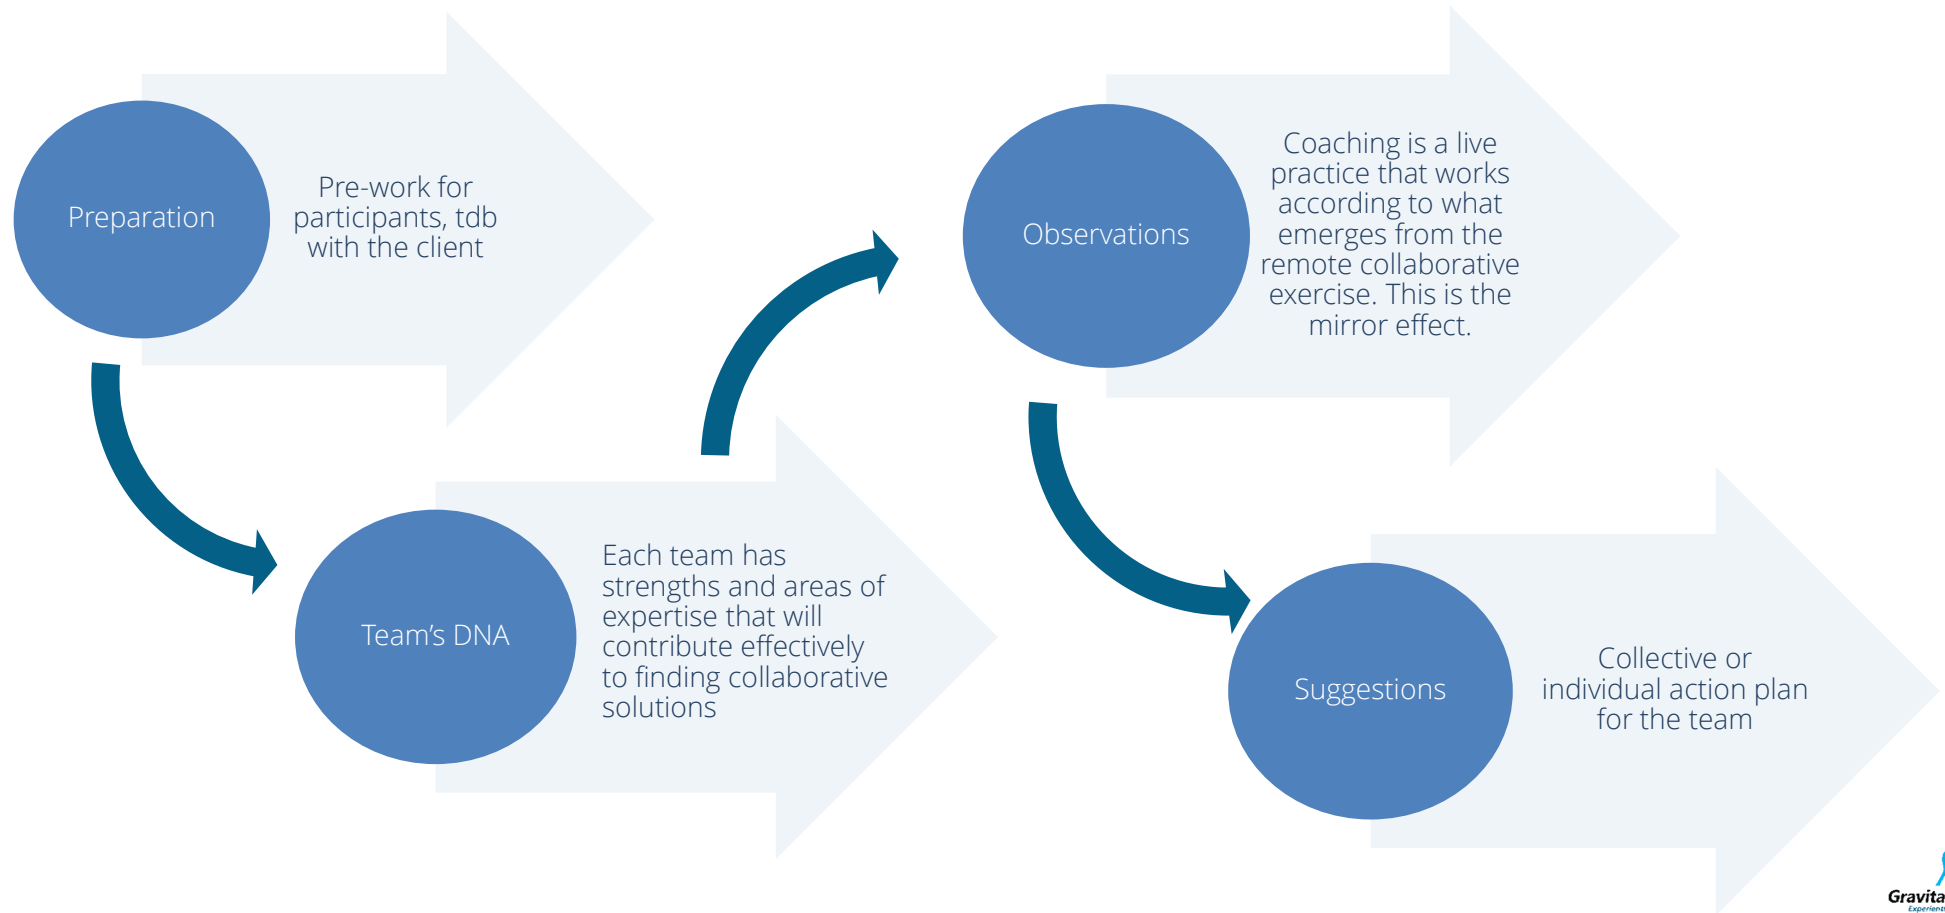 Preparation
Pre-work for
participants, tdb
with the client
Team's DNA
Each team has
strengths and areas of
expertise that will
contribute effectively
to finding collaborative
solutions
Observations
Coaching is a live
practice that works
according to what
emerges from the
remote collaborative
exercise. This is the
mirror effect.
Suggestions
Collective or
individual action plan
for the team
Gravita
Experient